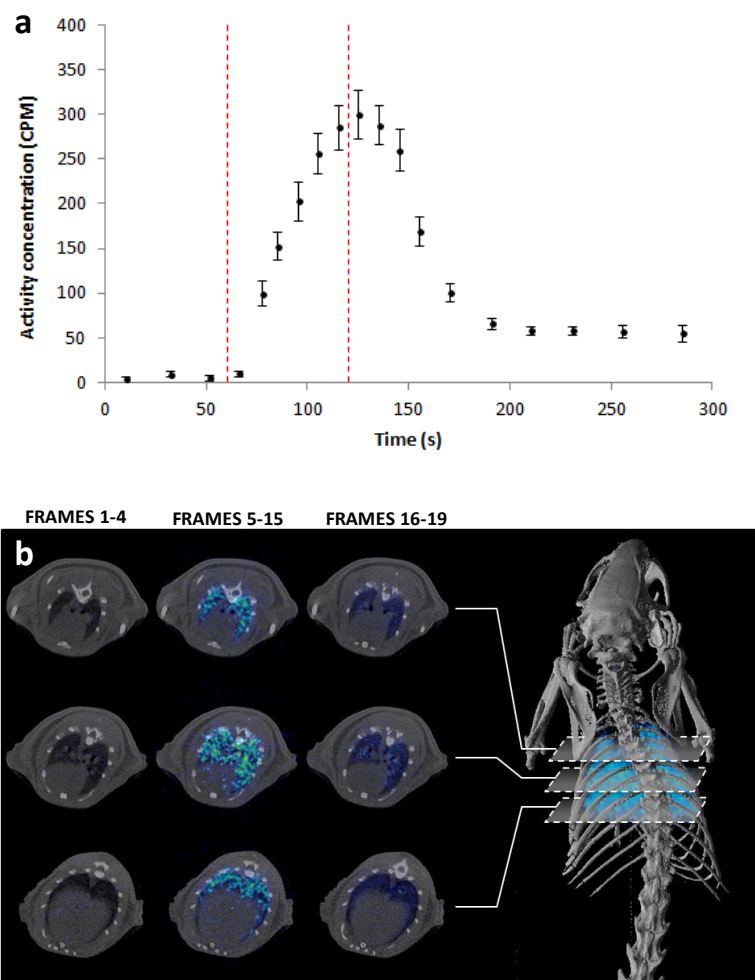 a
400
350
300
250
200
150
100
50
0
Activity concentration (CPM)
0 50 100 150 200 250 300
Time (s)
FRAMES 1-4 FRAMES 5-15 FRAMES 16-19
b